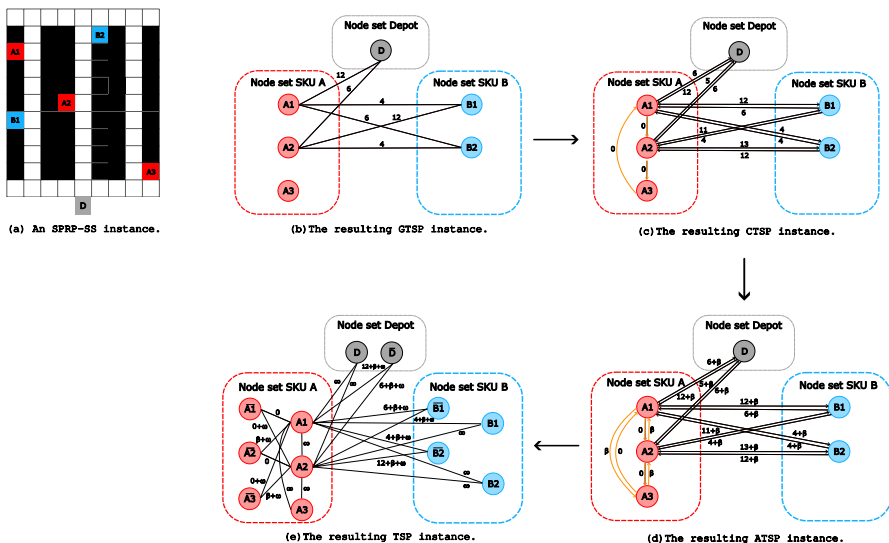 B2
A1
A2
B1
A3
D
(a) An SPRP-SS instance.
Node set Depot
D
Node set SKU A
Node set SKU B
12
6
A1
4
B1
6
12
A2
4
B2
A3
(b)The resulting GTSP instance.
Node set Depot
D
Node set SKU A
Node set SKU B
6
5
12
6
A1
12
B1
6
0
11
4
4
4
0
A2
13
B2
12
0
A3
(c)The resulting CTSP instance.
Node set Depot
D
D̅
Node set SKU A
Node set SKU B
∞
∞
12+β+∞
6+β+∞
A̅1̅
0
A1
6+β+∞
B̅1̅
4+β+∞
B1
0+∞
β+∞
∞
4+β+∞
∞
A̅2̅
0
A2
B̅2̅
12+β+∞
0+∞
∞
∞
∞
∞
B2
A̅3̅
β+∞
A3
(e)The resulting TSP instance.
Node set Depot
D
Node set SKU A
Node set SKU B
6+β
5+β
12+β
6+β
A1
12+β
B1
6+β
0
β
11+β
4+β
4+β
4+β
β
0
A2
13+β
B2
12+β
0
β
A3
(d)The resulting ATSP instance.